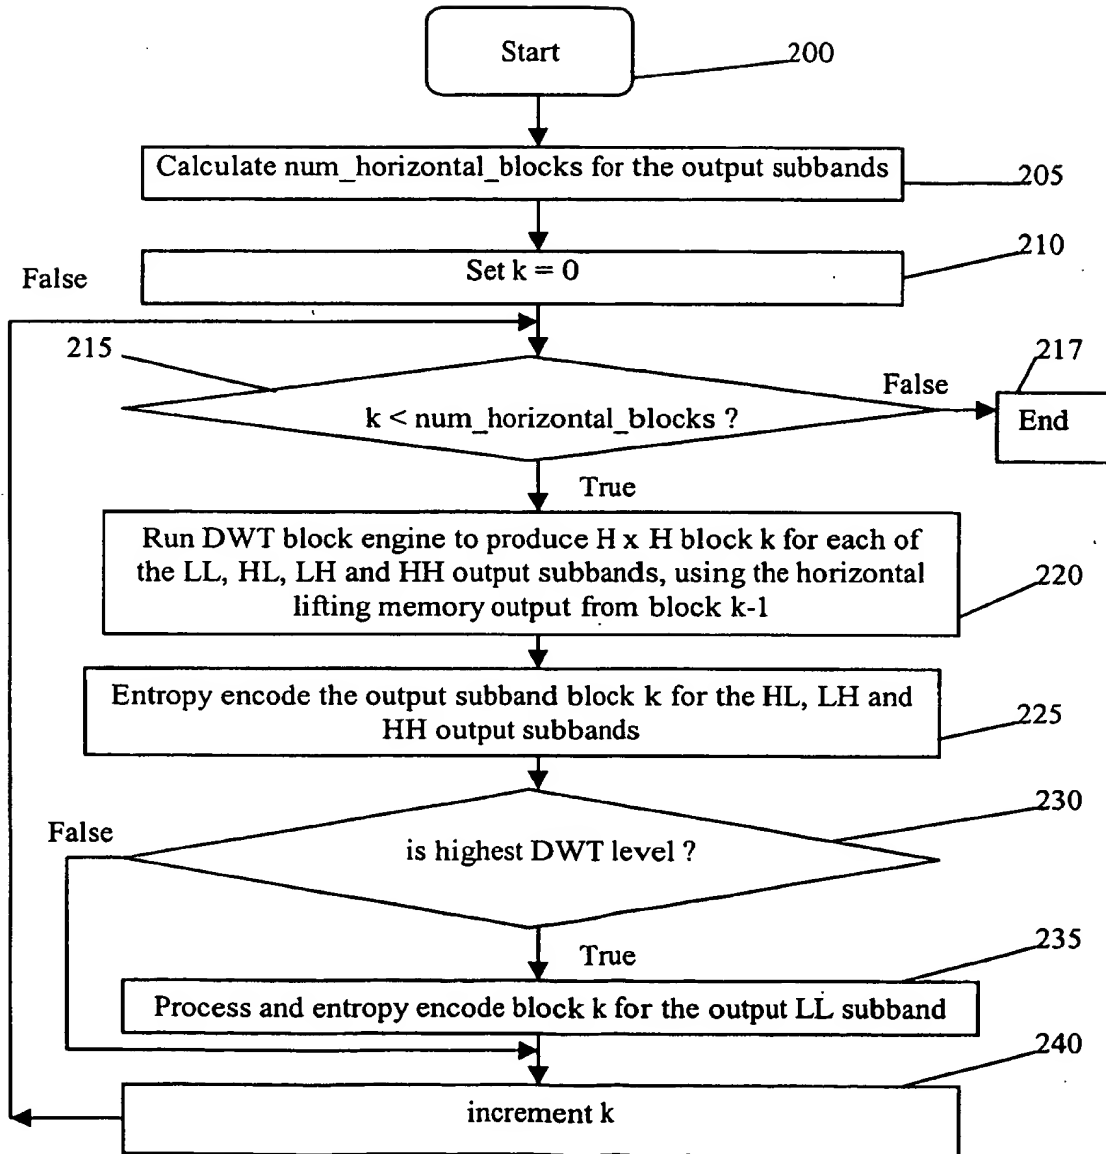 Start
200
Calculate num_horizontal_blocks for the output subbands
205
210
Set k = 0
False
215
217
False
k < num_horizontal_blocks ?
End
True
Run DWT block engine to produce H x H block k for each of
the LL, HL, LH and HH output subbands, using the horizontal
lifting memory output from block k-1
220
Entropy encode the output subband block k for the HL, LH and
HH output subbands
225
230
False
is highest DWT level ?
235
True
Process and entropy encode block k for the output LL subband
240
increment k